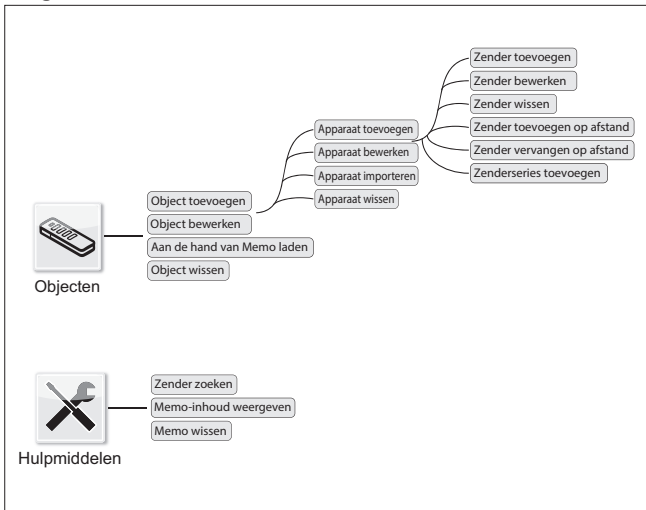 Zender toevoegen
Zender bewerken
Zender wissen
Zender toevoegen op afstand
Zender vervangen op afstand
Zenderseries toevoegen
Apparaat toevoegen
Apparaat bewerken
Apparaat importeren
Apparaat wissen
Object toevoegen
Object bewerken
Aan de hand van Memo laden
Object wissen
Objecten
Zender zoeken
Memo-inhoud weergeven
Memo wissen
Hulpmiddelen